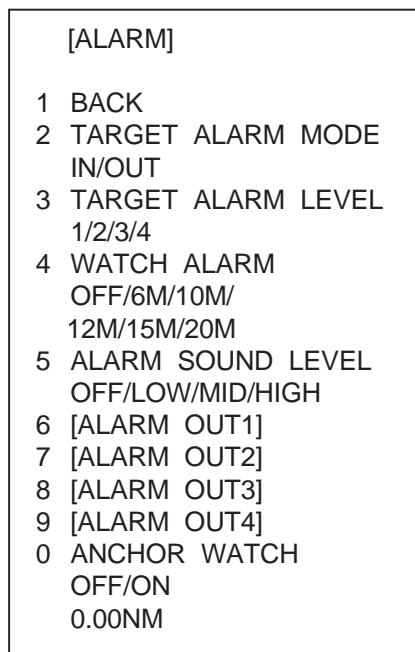 [ALARM]
1 BACK
2 TARGET ALARM MODE
IN/OUT
3 TARGET ALARM LEVEL
1/2/3/4
4 WATCH ALARM
OFF/6M/10M/
12M/15M/20M
5 ALARM SOUND LEVEL
OFF/LOW/MID/HIGH
6 [ALARM OUT1]
7 [ALARM OUT2]
8 [ALARM OUT3]
9 [ALARM OUT4]
0 ANCHOR WATCH
OFF/ON
0.00NM